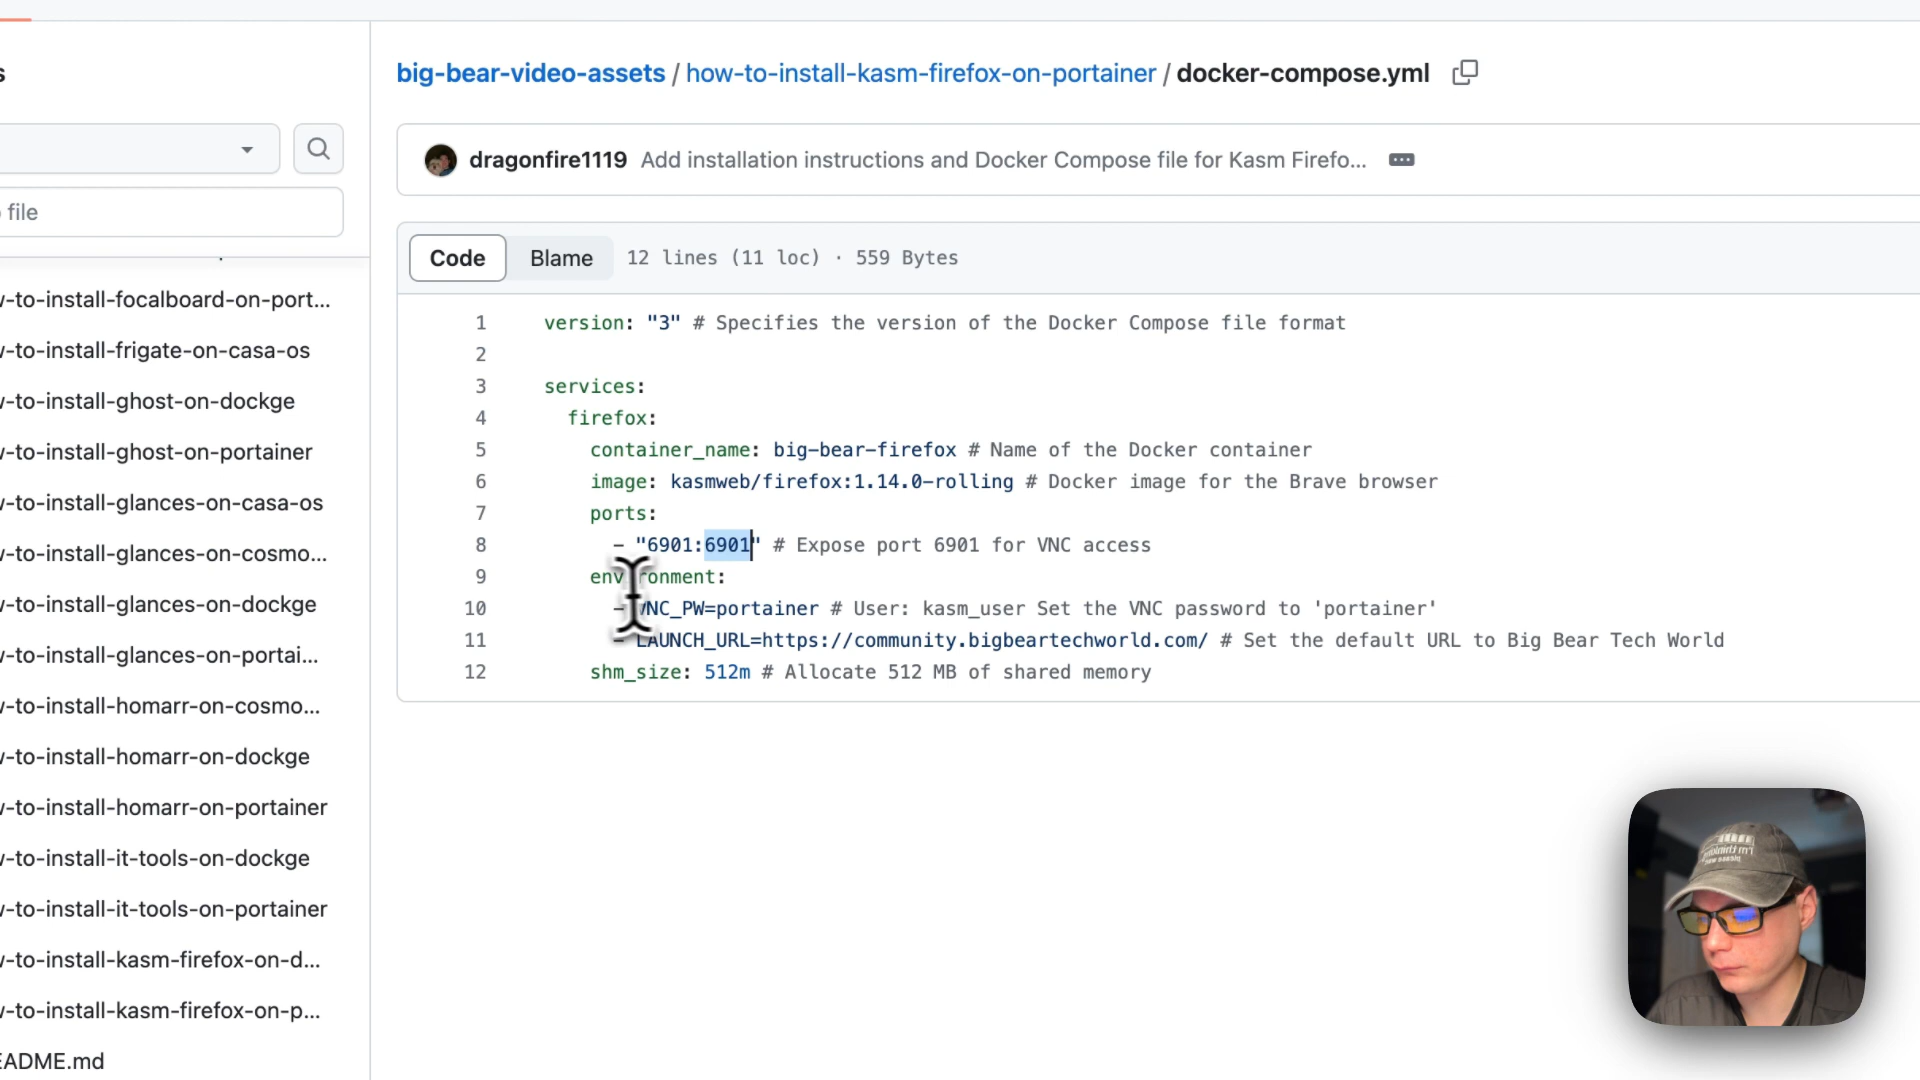 s
big-bear-video-assets / how-to-install-kasm-firefox-on-portainer / docker-compose.yml
dragonfire1119 Add installation instructions and Docker Compose file for Kasm Firefo...
file
Code Blame 12 lines (11 loc) · 559 Bytes
w-to-install-focalboard-on-port...
w-to-install-frigate-on-casa-os
w-to-install-ghost-on-dockge
w-to-install-ghost-on-portainer
w-to-install-glances-on-casa-os
w-to-install-glances-on-cosmo...
w-to-install-glances-on-dockge
w-to-install-glances-on-portai...
w-to-install-homarr-on-cosmo...
w-to-install-homarr-on-dockge
w-to-install-homarr-on-portainer
w-to-install-it-tools-on-dockge
w-to-install-it-tools-on-portainer
w-to-install-kasm-firefox-on-d...
w-to-install-kasm-firefox-on-p...
EADME.md
1 version: "3" # Specifies the version of the Docker Compose file format
2
3 services:
4 firefox:
5 container_name: big-bear-firefox # Name of the Docker container
6 image: kasmweb/firefox:1.14.0-rolling # Docker image for the Brave browser
7 ports:
8 - "6901:6901" # Expose port 6901 for VNC access
9 environment:
10 - VNC_PW=portainer # User: kasm_user Set the VNC password to 'portainer'
11 - LAUNCH_URL=https://community.bigbeartechworld.com/ # Set the default URL to Big Bear Tech World
12 shm_size: 512m # Allocate 512 MB of shared memory